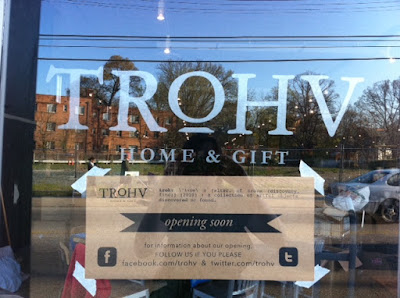 TROHV
HOME & GIFT
TROHV
opening soon
for information about our opening,
FOLLOW US IF YOU PLEASE
facebook.com/trohv & twitter.com/trohv
f
t